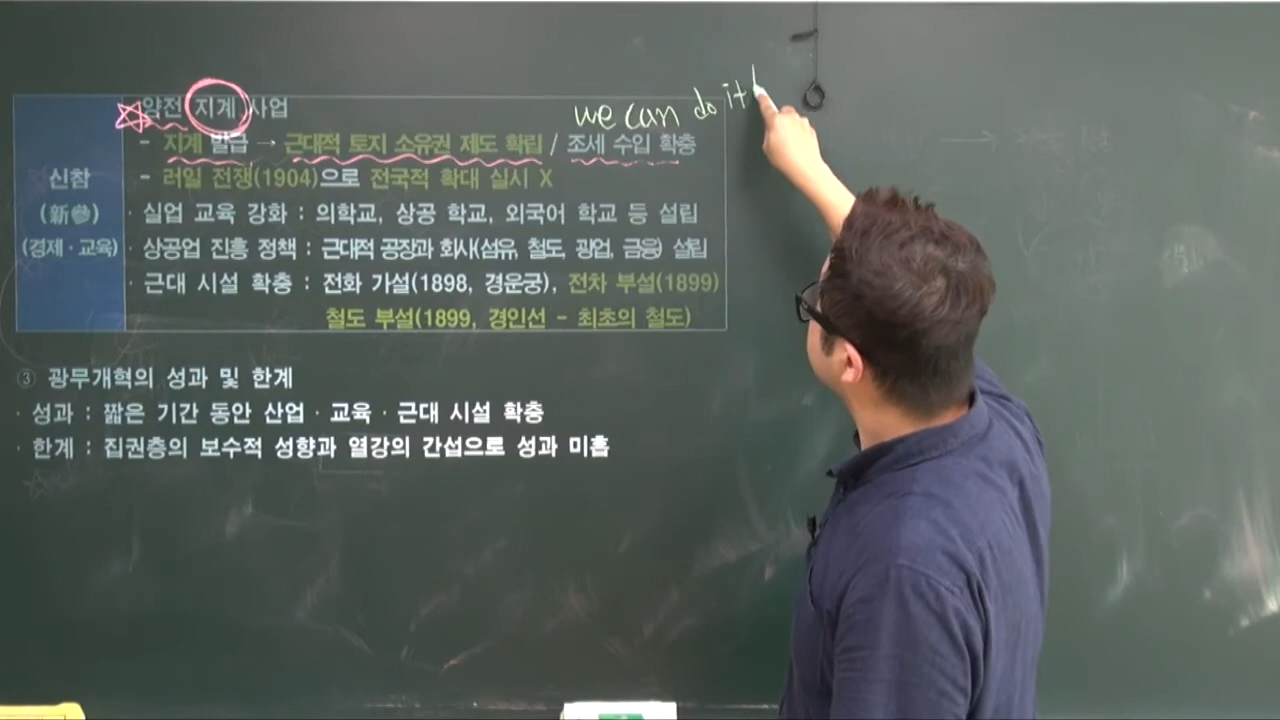 we can do it!
· 양전 지계 사업
- 지계 발급 → 근대적 토지 소유권 제도 확립 / 조세 수입 확충
- 러일 전쟁(1904)으로 전국적 확대 실시 X
신참
(新參)
(경제·교육)
· 실업 교육 강화 : 의학교, 상공 학교, 외국어 학교 등 설립
· 상공업 진흥 정책 : 근대적 공장과 회사(섬유, 철도, 광업, 금융) 설립
· 근대 시설 확충 : 전화 가설(1898, 경운궁), 전차 부설(1899)
철도 부설(1899, 경인선 - 최초의 철도)
③ 광무개혁의 성과 및 한계
· 성과 : 짧은 기간 동안 산업 · 교육 · 근대 시설 확충
· 한계 : 집권층의 보수적 성향과 열강의 간섭으로 성과 미흡